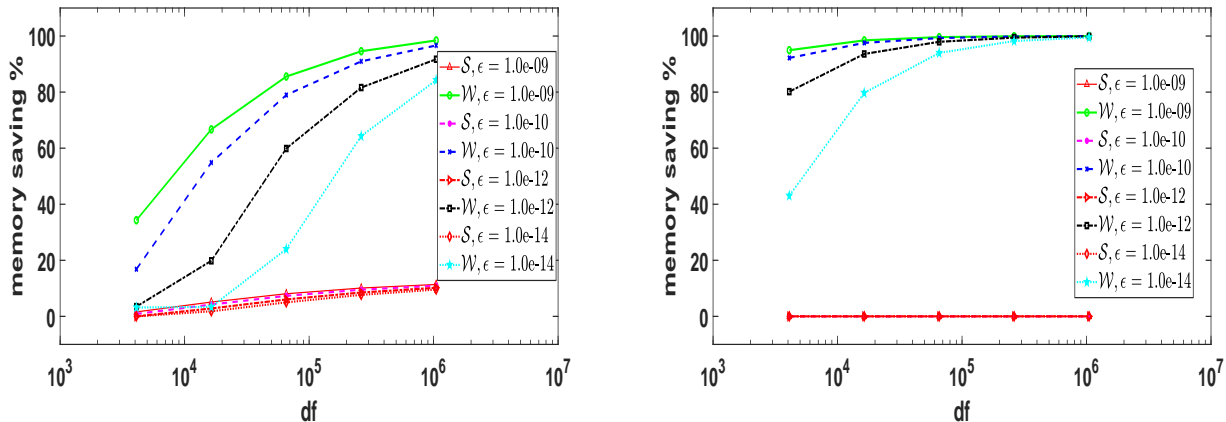 memory saving %
100
80
60
40
20
0
10^3
10^4
10^5
10^6
10^7
df
S, ϵ = 1.0e-09
W, ϵ = 1.0e-09
S, ϵ = 1.0e-10
W, ϵ = 1.0e-10
S, ϵ = 1.0e-12
W, ϵ = 1.0e-12
S, ϵ = 1.0e-14
W, ϵ = 1.0e-14
memory saving %
100
80
60
40
20
0
10^3
10^4
10^5
10^6
10^7
df
S, ϵ = 1.0e-09
W, ϵ = 1.0e-09
S, ϵ = 1.0e-10
W, ϵ = 1.0e-10
S, ϵ = 1.0e-12
W, ϵ = 1.0e-12
S, ϵ = 1.0e-14
W, ϵ = 1.0e-14